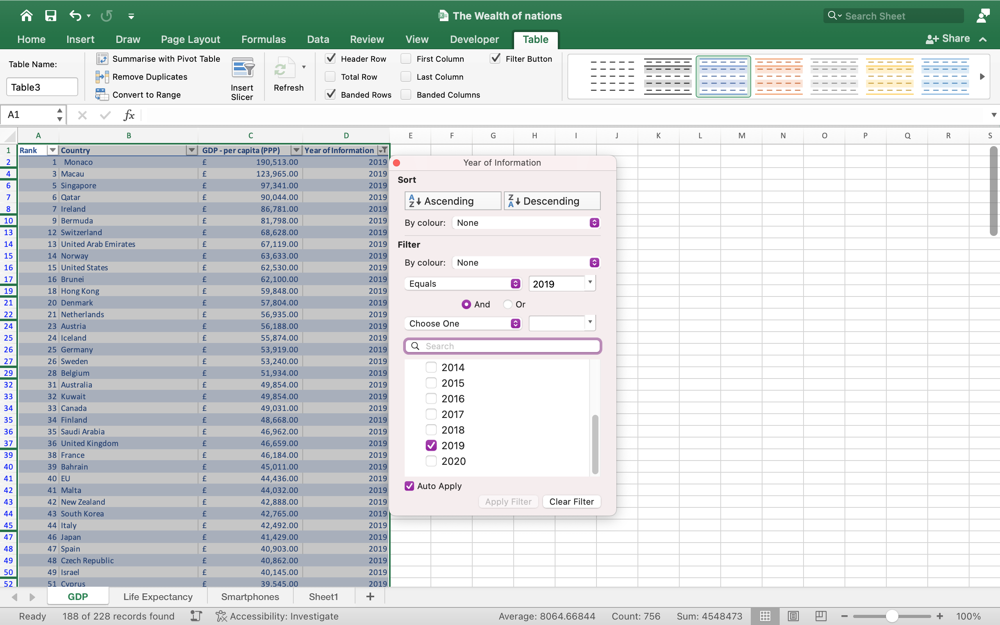 The Wealth of nations
Search Sheet
Home Insert Draw Page Layout Formulas Data Review View Developer Table Share
Table Name:
Table3
Summarise with Pivot Table
Remove Duplicates
Convert to Range
Insert
Slicer
Refresh
Header Row First Column Filter Button
Total Row Last Column
Banded Rows Banded Columns
A1 fx
A B C D E F G H I J K L M N O P Q R S
1 Rank Country GDP - per capita (PPP) Year of Information
2 1 Monaco £ 190,513.00 2019
4 3 Macau £ 123,965.00 2019
6 5 Singapore £ 97,341.00 2019
7 6 Qatar £ 90,044.00 2019
8 7 Ireland £ 86,781.00 2019
10 9 Bermuda £ 81,798.00 2019
13 12 Switzerland £ 68,628.00 2019
14 13 United Arab Emirates £ 67,119.00 2019
15 14 Norway £ 63,633.00 2019
16 15 United States £ 62,530.00 2019
17 16 Brunei £ 62,100.00 2019
19 18 Hong Kong £ 59,848.00 2019
21 20 Denmark £ 57,804.00 2019
22 21 Netherlands £ 56,935.00 2019
24 23 Austria £ 56,188.00 2019
25 24 Iceland £ 55,874.00 2019
26 25 Germany £ 53,919.00 2019
27 26 Sweden £ 53,240.00 2019
29 28 Belgium £ 51,934.00 2019
32 31 Australia £ 49,854.00 2019
33 32 Kuwait £ 49,854.00 2019
34 33 Canada £ 49,031.00 2019
35 34 Finland £ 48,668.00 2019
36 35 Saudi Arabia £ 46,962.00 2019
37 36 United Kingdom £ 46,659.00 2019
39 38 France £ 46,184.00 2019
40 39 Bahrain £ 45,011.00 2019
41 40 EU £ 44,436.00 2019
42 41 Malta £ 44,032.00 2019
43 42 New Zealand £ 42,888.00 2019
44 43 South Korea £ 42,765.00 2019
45 44 Italy £ 42,492.00 2019
47 46 Japan £ 41,429.00 2019
48 47 Spain £ 40,903.00 2019
49 48 Czech Republic £ 40,862.00 2019
50 49 Israel £ 40,145.00 2019
52 51 Cyprus £ 39,545.00 2019
Year of Information
Sort
Ascending Descending
By colour: None
Filter
By colour: None
Equals 2019
And Or
Choose One
Search
2014
2015
2016
2017
2018
2019
2020
Auto Apply
Apply Filter Clear Filter
GDP Life Expectancy Smartphones Sheet1 +
Ready 188 of 228 records found Accessibility: Investigate Average: 8064.66844 Count: 756 Sum: 4548473 100%